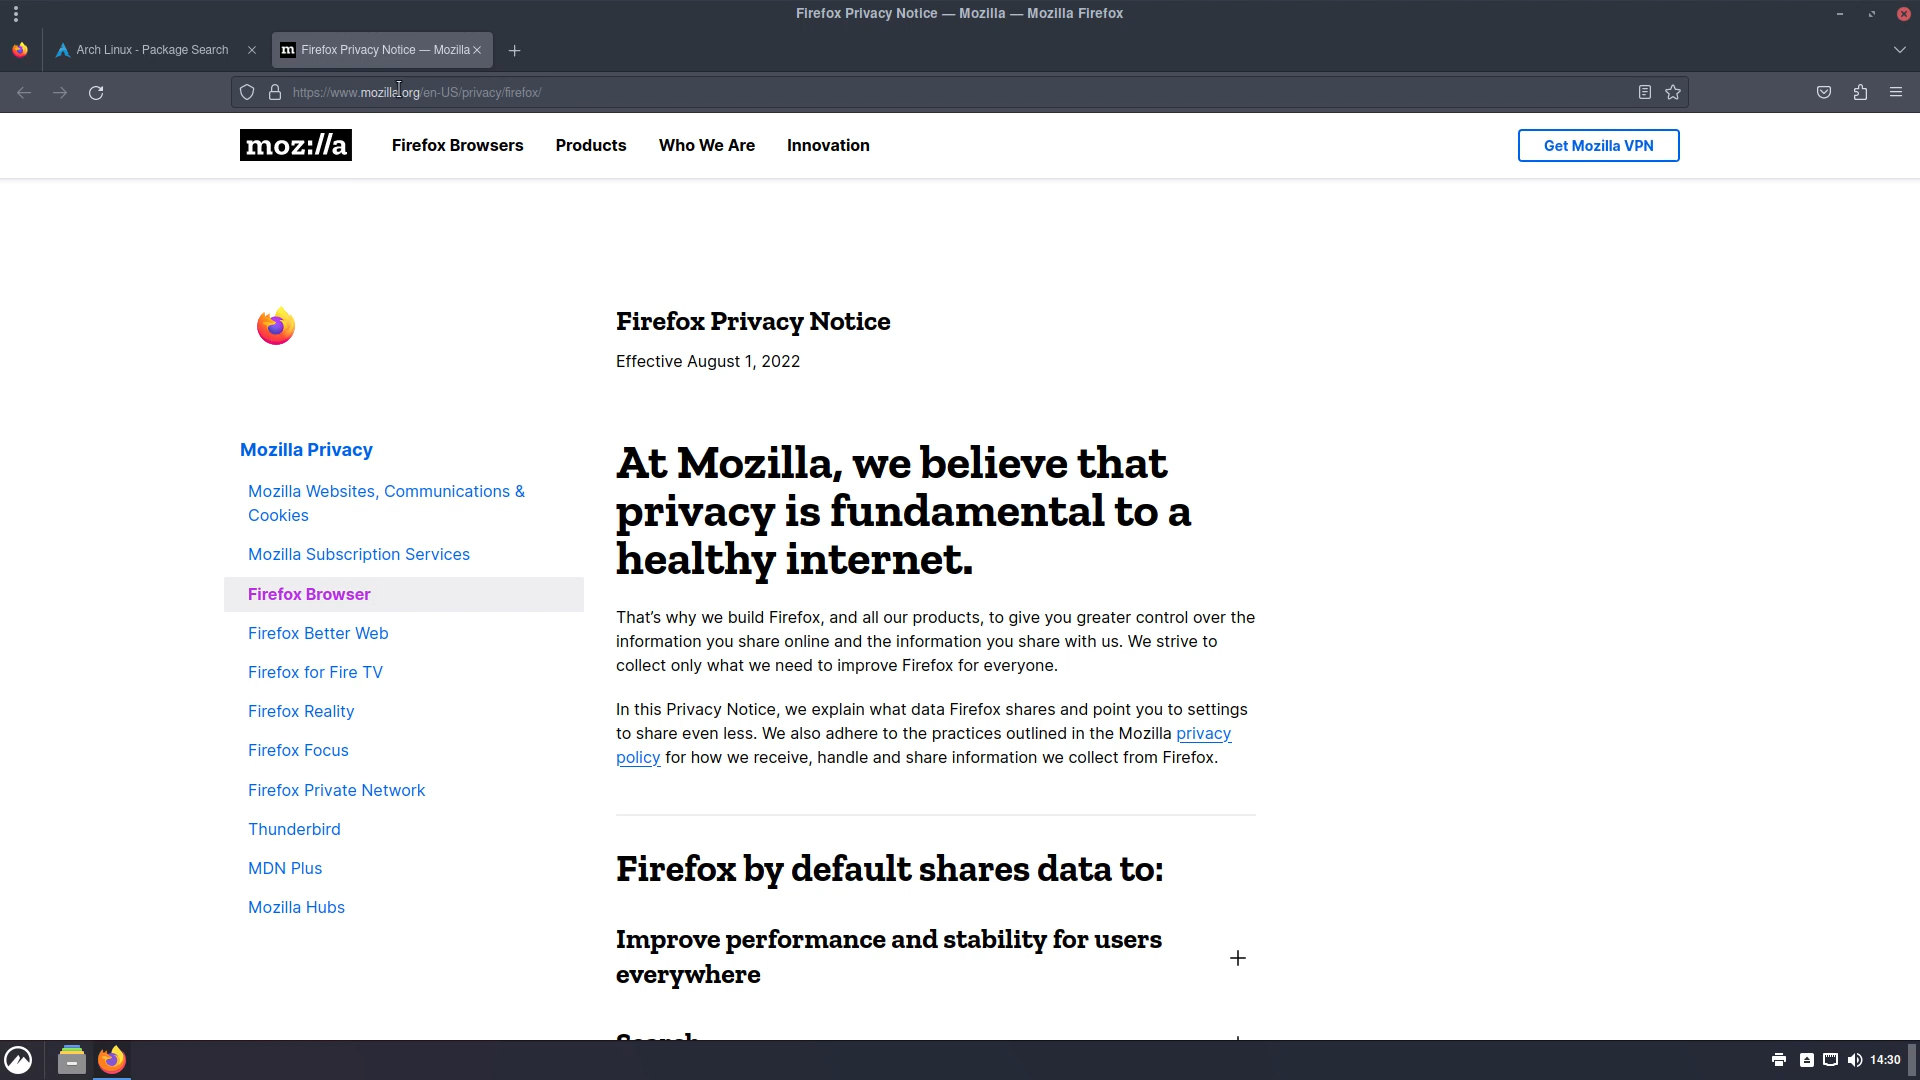 Firefox Privacy Notice — Mozilla — Mozilla Firefox
Arch Linux - Package Search
Firefox Privacy Notice — Mozilla
https://www.mozilla.org/en-US/privacy/firefox/
moz://a
Firefox Browsers
Products
Who We Are
Innovation
Get Mozilla VPN
Firefox Privacy Notice
Effective August 1, 2022
Mozilla Privacy
Mozilla Websites, Communications &
Cookies
Mozilla Subscription Services
Firefox Browser
Firefox Better Web
Firefox for Fire TV
Firefox Reality
Firefox Focus
Firefox Private Network
Thunderbird
MDN Plus
Mozilla Hubs
At Mozilla, we believe that
privacy is fundamental to a
healthy internet.
That’s why we build Firefox, and all our products, to give you greater control over the
information you share online and the information you share with us. We strive to
collect only what we need to improve Firefox for everyone.
In this Privacy Notice, we explain what data Firefox shares and point you to settings
to share even less. We also adhere to the practices outlined in the Mozilla privacy
policy for how we receive, handle and share information we collect from Firefox.
Firefox by default shares data to:
Improve performance and stability for users
everywhere
Search
14:30